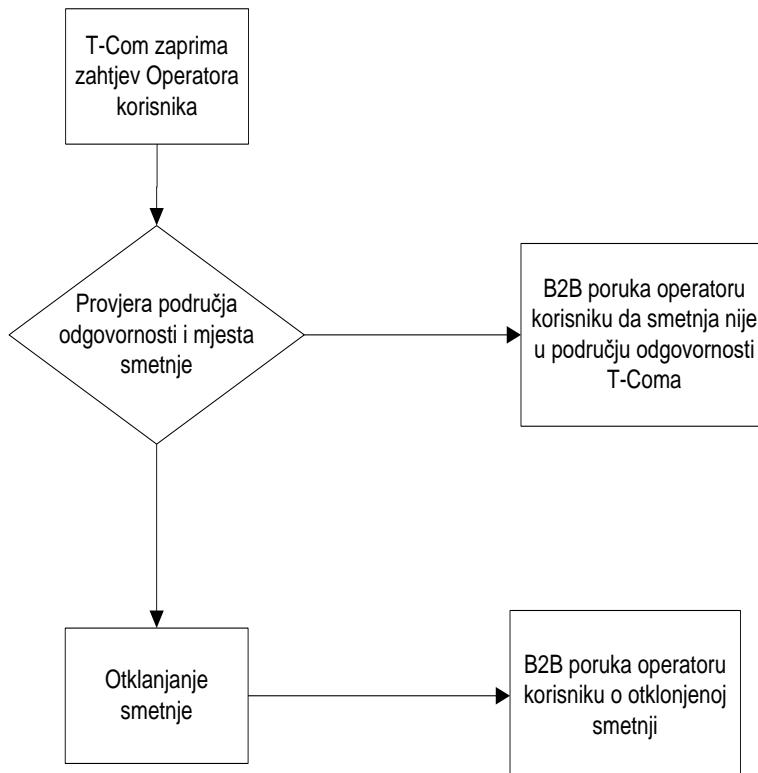 T-Com zaprima
zahtjev Operatora
korisnika
Provjera područja
odgovornosti i mjesta
smetnje
B2B poruka operatoru
korisniku da smetnja nije
u području odgovornosti
T-Coma
Otklanjanje
smetnje
B2B poruka operatoru
korisniku o otklonjenoj
smetnji